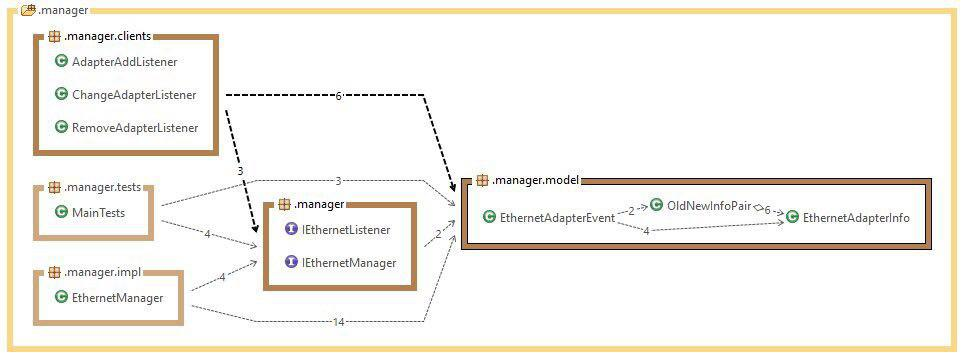 .manager
.manager.clients
C AdapterAddListener
C ChangeAdapterListener
C RemoveAdapterListener
6
3
.manager.tests
C MainTests
3
4
.manager
I IEthernetListener
I IEthernetManager
2
.manager.model
C EthernetAdapterEvent
2
C OldNewInfoPair
6
4
C EthernetAdapterInfo
.manager.impl
C EthernetManager
4
14